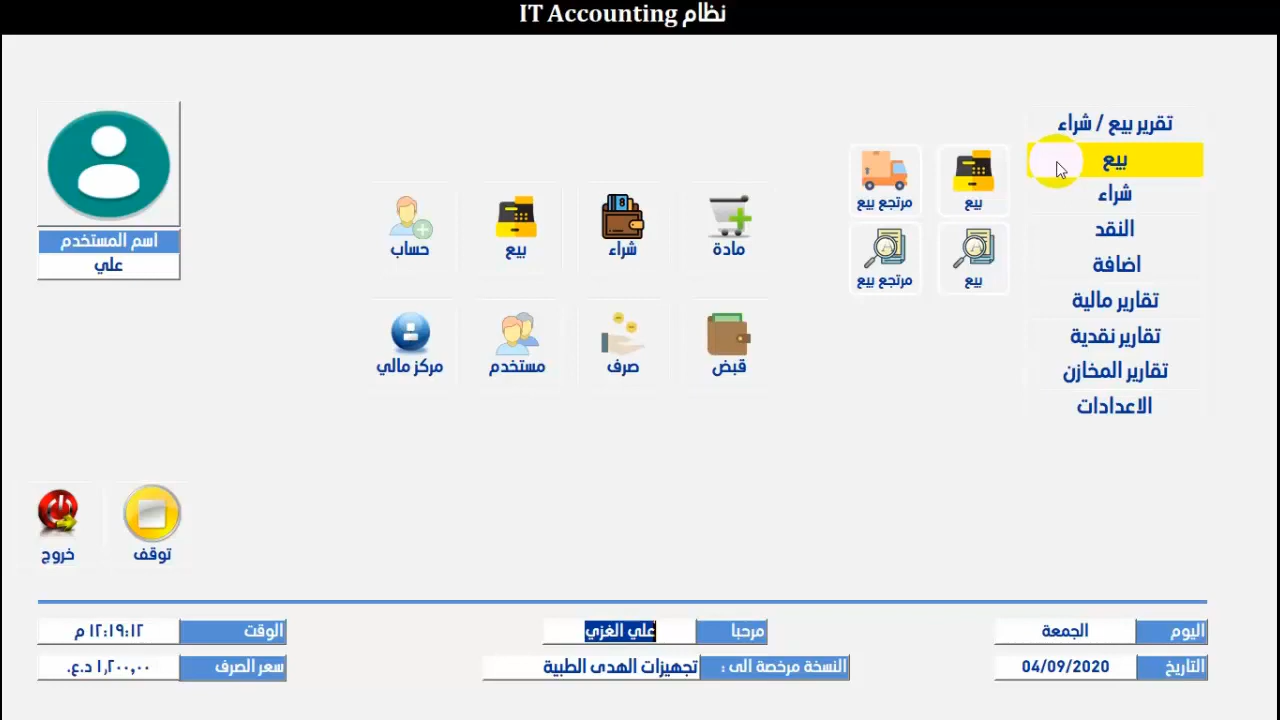 نظام IT Accounting
تقرير بيع / شراء
بيع
شراء
النقد
اضافة
تقارير مالية
تقارير نقدية
تقارير المخازن
الاعدادات
بيع
مرتجع بيع
بيع
مرتجع بيع
مادة
شراء
بيع
حساب
قبض
صرف
مستخدم
مركز مالي
اسم المستخدم
علي
توقف
خروج
اليوم الجمعة
مرحبا علي الغزي
الوقت ١٢:١٩:١٢ م
التاريخ 04/09/2020
النسخة مرخصة الى : تجهيزات الهدى الطبية
سعر الصرف ١,٢٠٠,٠٠ د.ع.